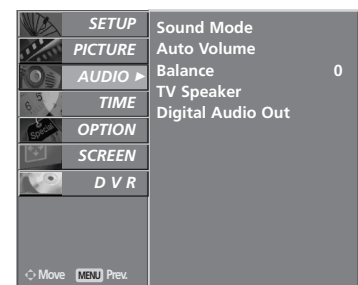 SETUP
PICTURE
AUDIO ►
TIME
OPTION
SCREEN
D V R
Sound Mode
Auto Volume
Balance 0
TV Speaker
Digital Audio Out
Move MENU Prev.